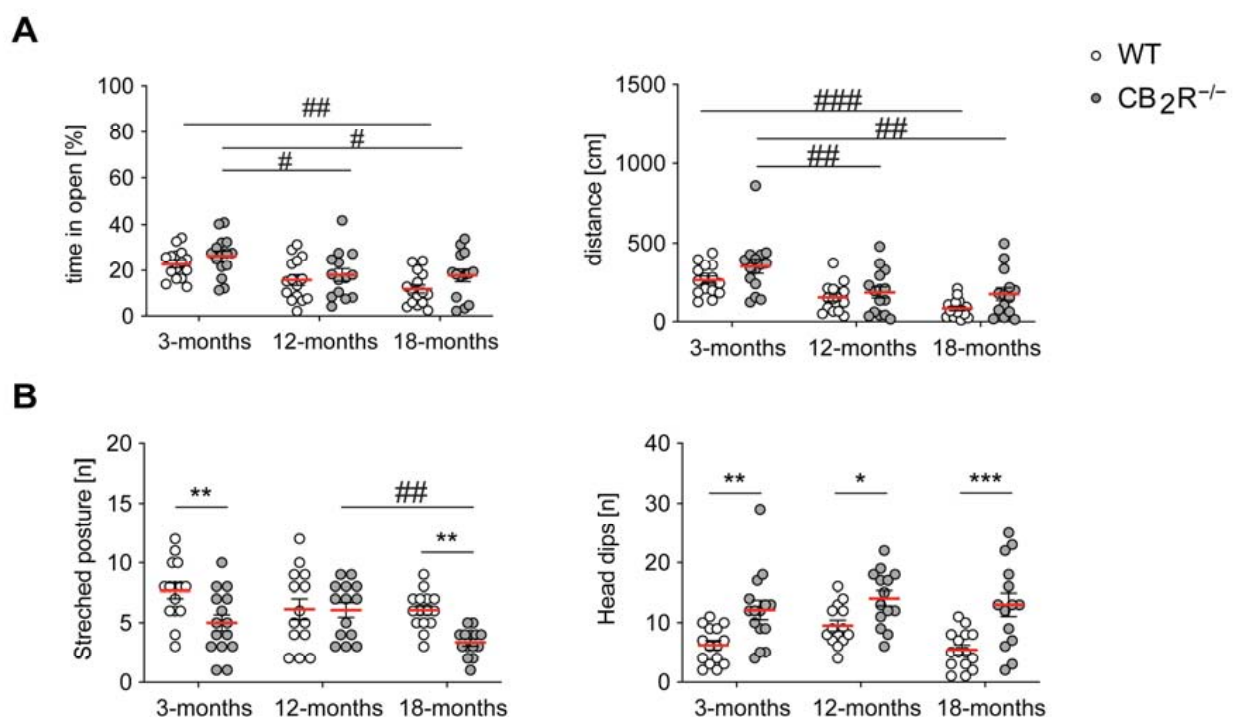 A
WT
CB2R−/−
time in open [%]
100
80
60
40
20
0
##
#
#
3-months 12-months 18-months
distance [cm]
1500
1000
500
0
###
##
##
3-months 12-months 18-months
B
Streched posture [n]
20
15
10
5
0
**
##
**
3-months 12-months 18-months
Head dips [n]
40
30
20
10
0
** * ***
3-months 12-months 18-months